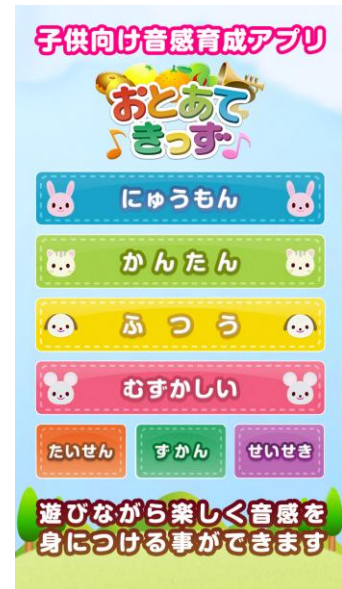 子供向け音感育成アプリ
おとあて
きっず
にゅうもん
かんたん
ふつう
むずかしい
たいせん
ずかん
せいせき
遊びながら楽しく音感を
身につける事ができます